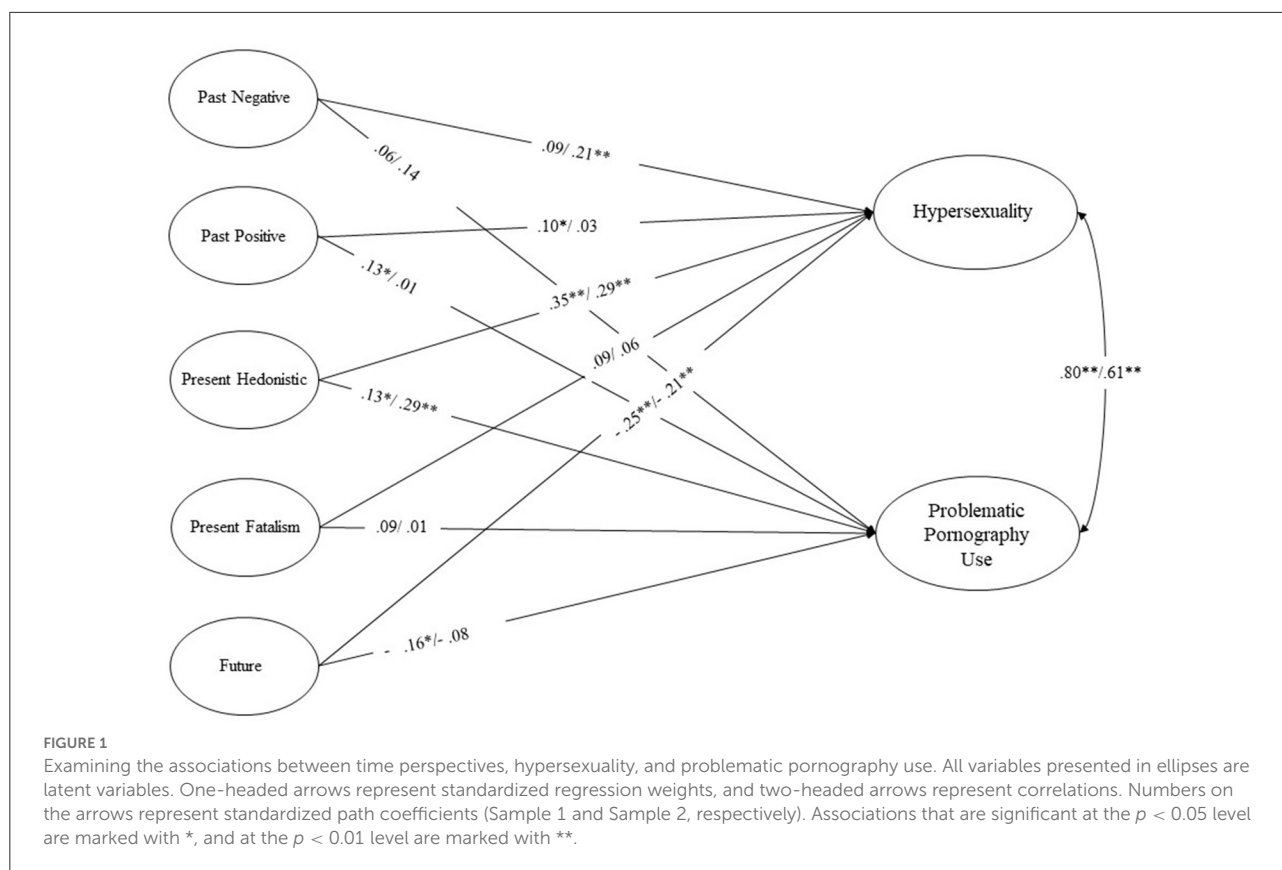 Past Negative
.09/ .21**
.06/ .14
Hypersexuality
Past Positive
.10*/ .03
.13*/ .01
.35**/ .29**
Present Hedonistic
.09/ .06
.13*/ .29**
- .25**/- .21**
.80**/.61**
Present Fatalism
.09/ .01
Problematic
Pornography
Use
Future
- .16*/- .08
FIGURE 1
Examining the associations between time perspectives, hypersexuality, and problematic pornography use. All variables presented in ellipses are
latent variables. One-headed arrows represent standardized regression weights, and two-headed arrows represent correlations. Numbers on
the arrows represent standardized path coefficients (Sample 1 and Sample 2, respectively). Associations that are significant at the p < 0.05 level
are marked with *, and at the p < 0.01 level are marked with **.